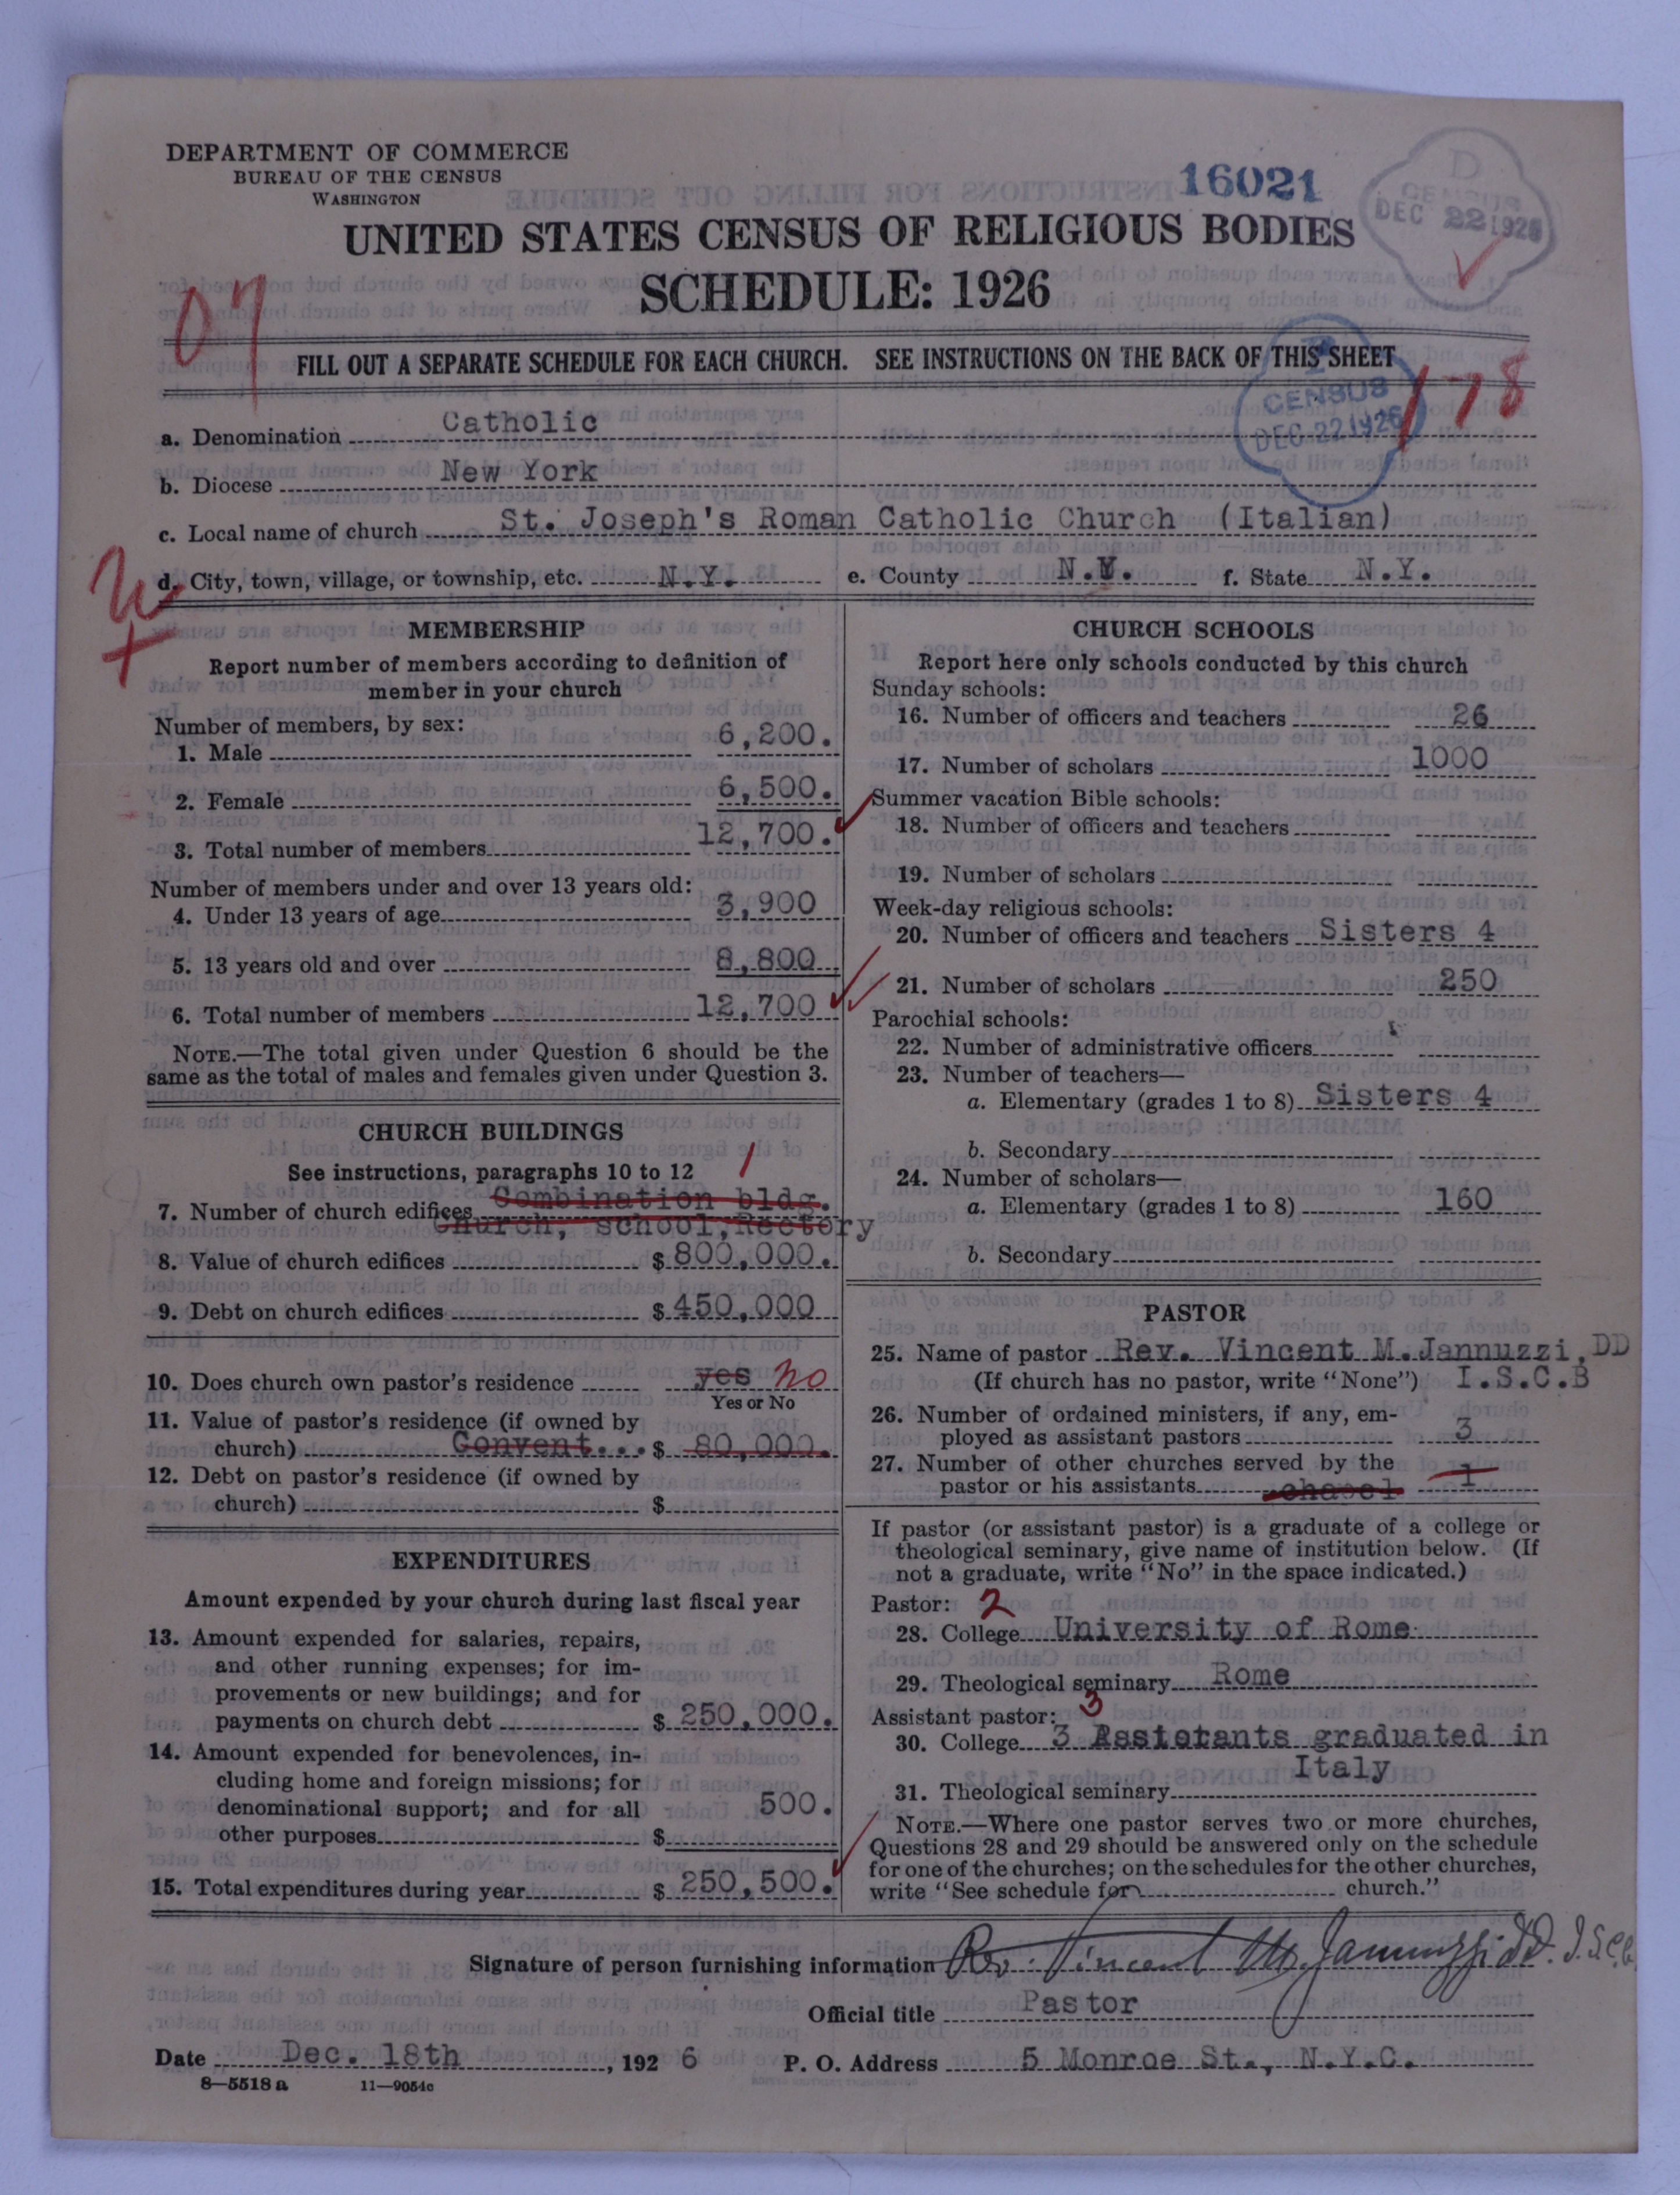 DEPARTMENT OF COMMERCE
BUREAU OF THE CENSUS
WASHINGTON
16021
D
CENSUS
DEC 22 1926
UNITED STATES CENSUS OF RELIGIOUS BODIES
SCHEDULE: 1926
07
FILL OUT A SEPARATE SCHEDULE FOR EACH CHURCH. SEE INSTRUCTIONS ON THE BACK OF THIS SHEET
CENSUS
DEC 22 1926
178
a. Denomination Catholic
b. Diocese New York
c. Local name of church St. Joseph's Roman Catholic Church (Italian)
d. City, town, village, or township, etc. N.Y. e. County N.Y. f. State N.Y.
MEMBERSHIP
Report number of members according to definition of
member in your church
Number of members, by sex:
1. Male 6,200.
2. Female 6,500.
3. Total number of members 12,700.
Number of members under and over 13 years old:
4. Under 13 years of age 3,900
5. 13 years old and over 8,800
6. Total number of members 12,700
NOTE.—The total given under Question 6 should be the
same as the total of males and females given under Question 3.
CHURCH BUILDINGS
See instructions, paragraphs 10 to 12 1
7. Number of church edifices Combination bldg.
Church, school, Rectory
8. Value of church edifices $ 800,000.
9. Debt on church edifices $ 450,000
10. Does church own pastor's residence yes no
Yes or No
11. Value of pastor's residence (if owned by
church) Convent... $ 80,000.
12. Debt on pastor's residence (if owned by
church) $
EXPENDITURES
Amount expended by your church during last fiscal year
13. Amount expended for salaries, repairs,
and other running expenses; for im-
provements or new buildings; and for
payments on church debt $ 250,000.
14. Amount expended for benevolences, in-
cluding home and foreign missions; for
denominational support; and for all 500.
other purposes $
15. Total expenditures during year $ 250,500.
CHURCH SCHOOLS
Report here only schools conducted by this church
Sunday schools:
16. Number of officers and teachers 26
17. Number of scholars 1000
Summer vacation Bible schools:
18. Number of officers and teachers
19. Number of scholars
Week-day religious schools:
20. Number of officers and teachers Sisters 4
21. Number of scholars 250
Parochial schools:
22. Number of administrative officers
23. Number of teachers—
a. Elementary (grades 1 to 8) Sisters 4
b. Secondary
24. Number of scholars—
a. Elementary (grades 1 to 8) 160
b. Secondary
PASTOR
25. Name of pastor Rev. Vincent M. Jannuzzi, DD
(If church has no pastor, write "None") I.S.C.B
26. Number of ordained ministers, if any, em-
ployed as assistant pastors 3
27. Number of other churches served by the
pastor or his assistants chapel 1
If pastor (or assistant pastor) is a graduate of a college or
theological seminary, give name of institution below. (If
not a graduate, write "No" in the space indicated.)
Pastor: 2
28. College University of Rome
29. Theological seminary Rome
Assistant pastor: 3
30. College 3 Assistants graduated in
Italy
31. Theological seminary
NOTE.—Where one pastor serves two or more churches,
Questions 28 and 29 should be answered only on the schedule
for one of the churches; on the schedules for the other churches,
write "See schedule for church."
Signature of person furnishing information Rev. Vincent M. Jannuzzi DD. I.S.C.B
Official title Pastor
Date Dec. 18th, 1926 P. O. Address 5 Monroe St., N.Y.C.
8—5518 a 11—9054c